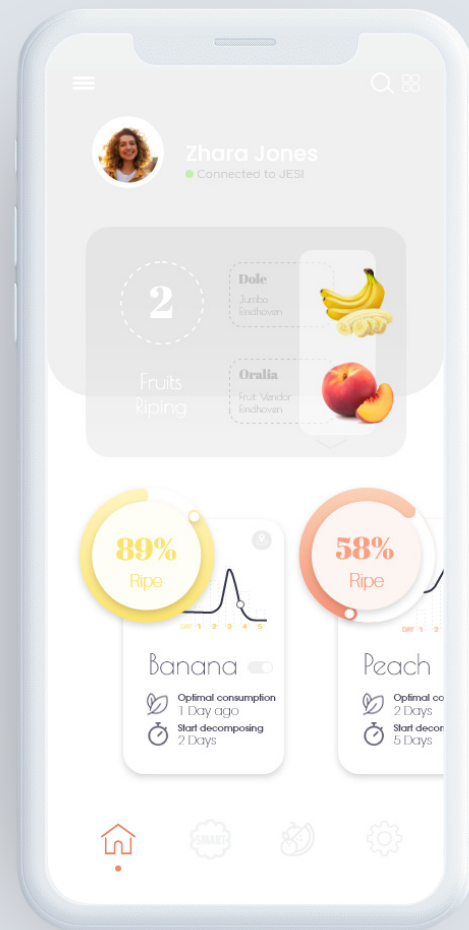 Zhara Jones
Connected to JESI
2
Fruits
Riping
Dole
Jumbo
Eindhoven
Oralia
Fruit Vendor
Eindhoven
89%
Ripe
58%
Ripe
DAY 1 2 3 4 5
DAY 1 2
Banana
Peach
Optimal consumption
1 Day ago
Start decomposing
2 Days
Optimal co
2 Days
Start decor
5 Days
SMART